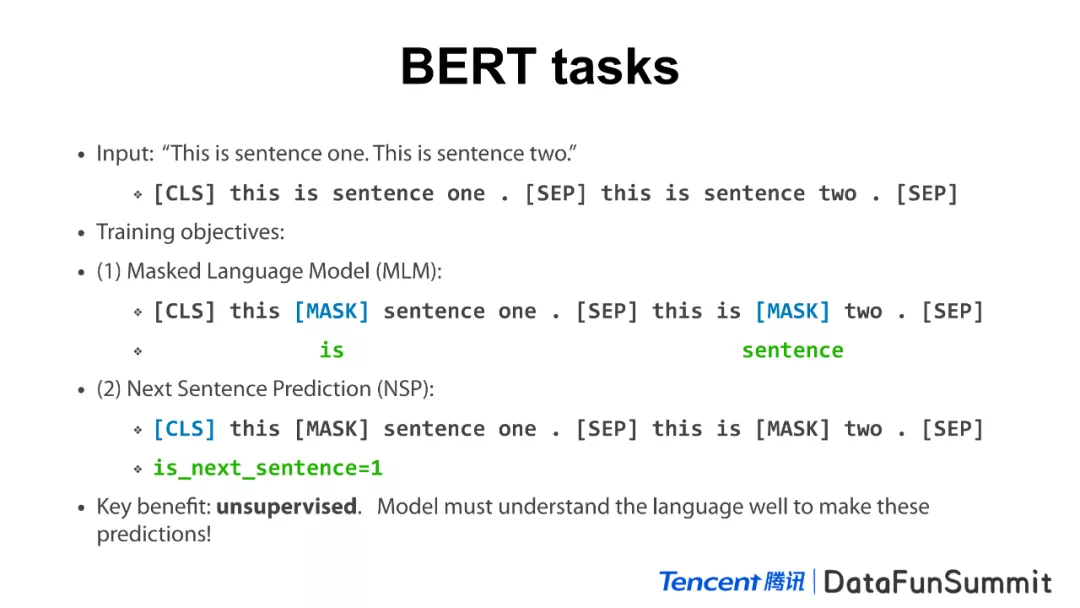 BERT tasks
• Input: “This is sentence one. This is sentence two.”
❖ [CLS] this is sentence one . [SEP] this is sentence two . [SEP]
• Training objectives:
• (1) Masked Language Model (MLM):
❖ [CLS] this [MASK] sentence one . [SEP] this is [MASK] two . [SEP]
❖ is sentence
• (2) Next Sentence Prediction (NSP):
❖ [CLS] this [MASK] sentence one . [SEP] this is [MASK] two . [SEP]
❖ is_next_sentence=1
• Key benefit: unsupervised. Model must understand the language well to make these
predictions!
Tencent 腾讯 | DataFunSummit